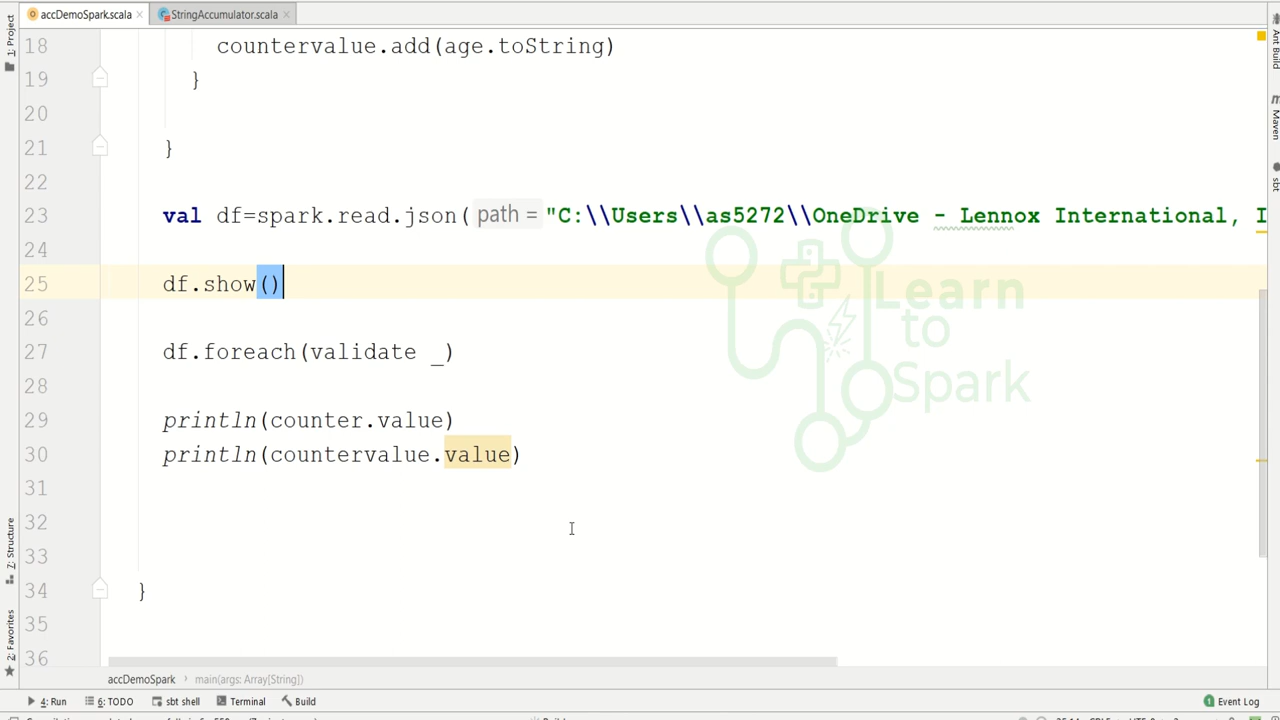 accDemoSpark.scala
StringAccumulator.scala
1: Project
Ant Build
Maven
sbt
18 countervalue.add(age.toString)
19 }
20
21 }
22
23 val df=spark.read.json( path = "C:\\Users\\as5272\\OneDrive - Lennox International, I
24
25 df.show()
26
27 df.foreach(validate _)
28
29 println(counter.value)
30 println(countervalue.value)
31
32
33
34 }
35
36
Learn
to
Spark
7: Structure
2: Favorites
accDemoSpark
main(args: Array[String])
4: Run
6: TODO
sbt shell
Terminal
Build
Event Log